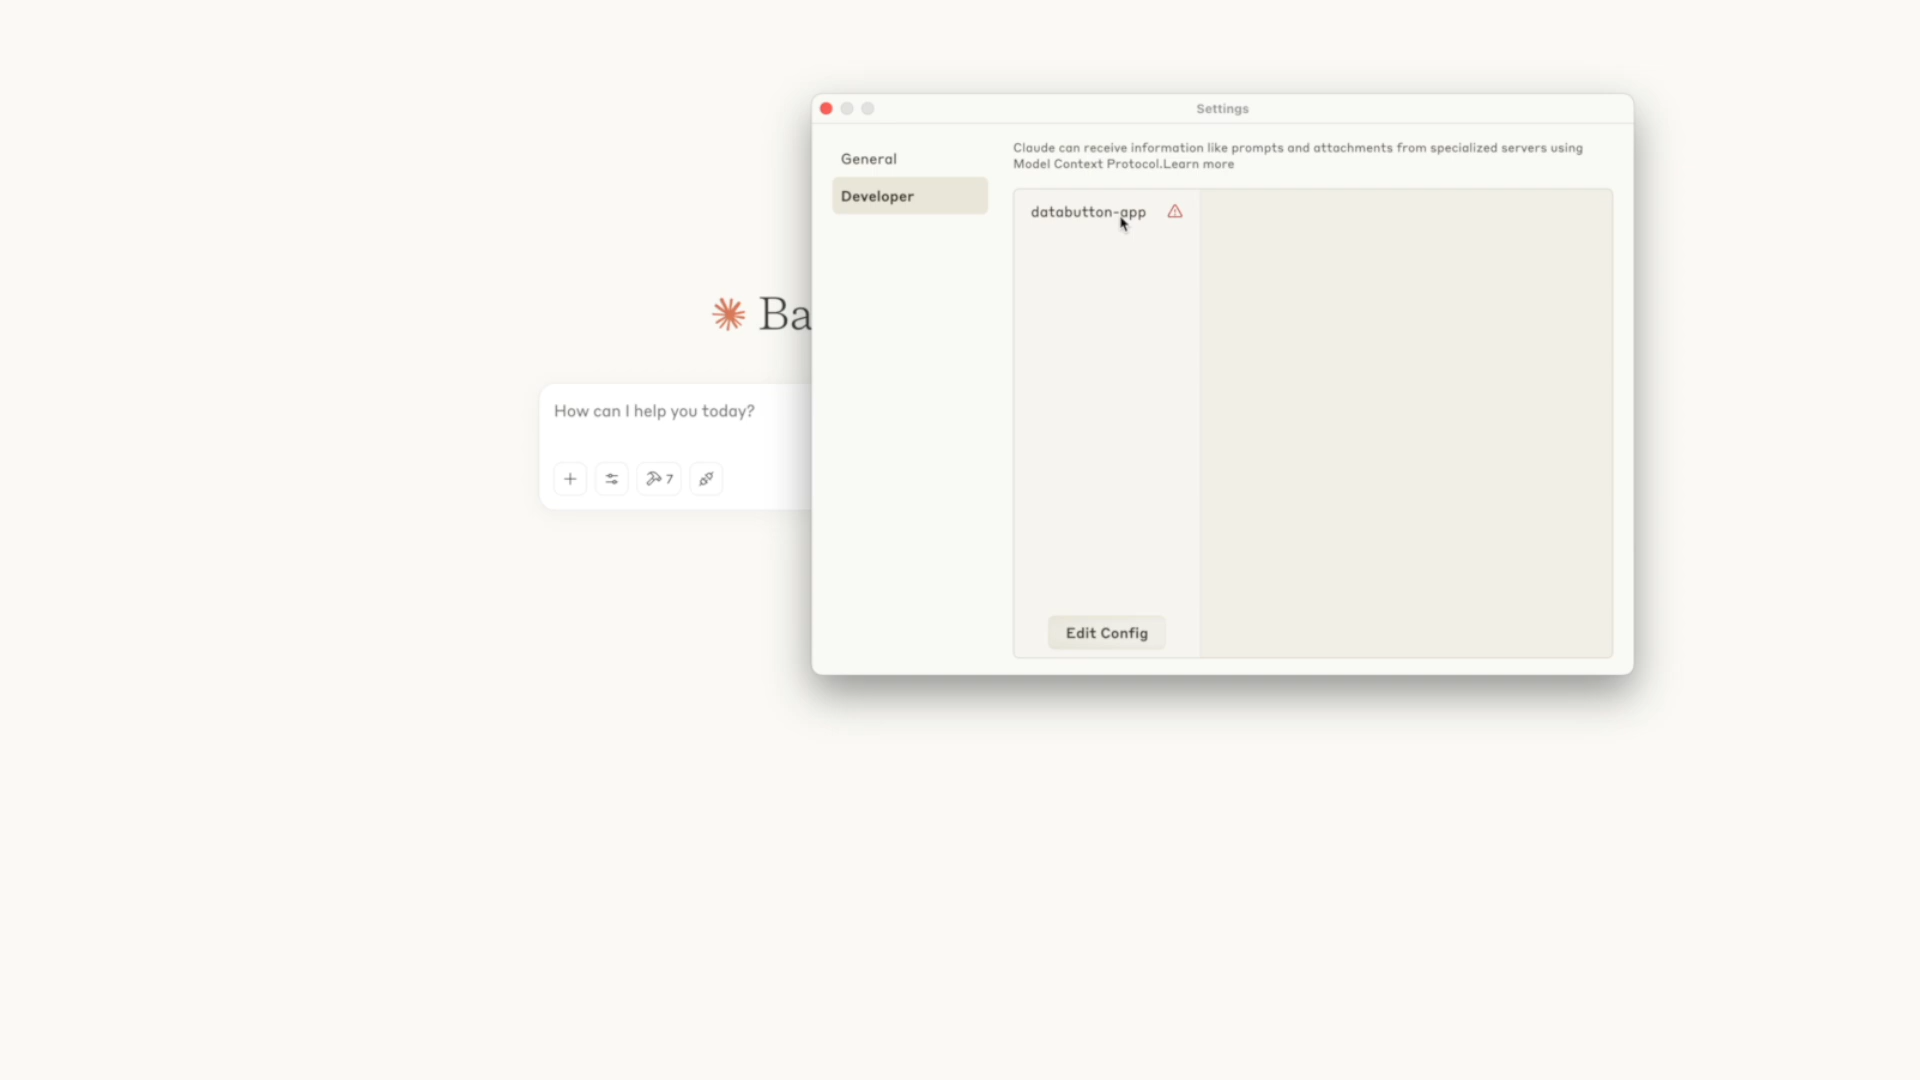 Settings
General
Developer
Claude can receive information like prompts and attachments from specialized servers using
Model Context Protocol.Learn more
databutton-app
Edit Config
Ba
How can I help you today?
7